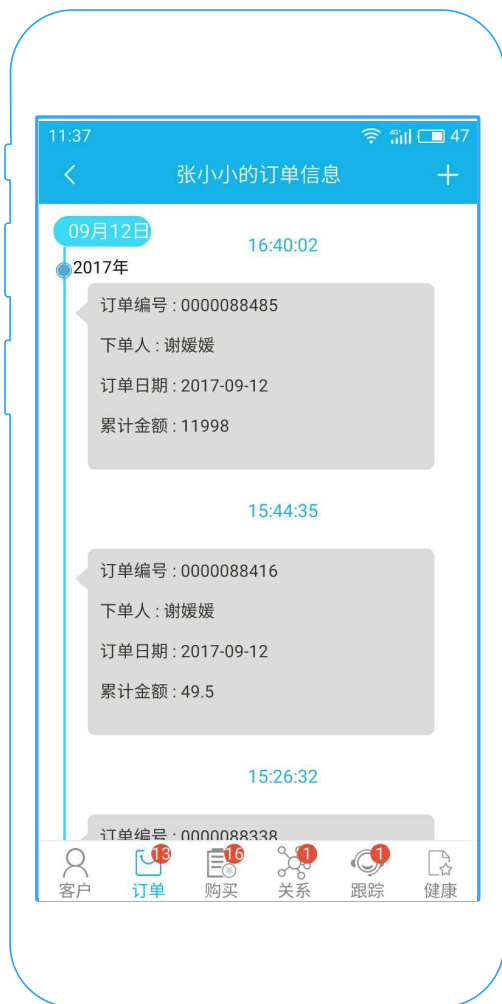 11:37
4G 47
张小小的订单信息
09月12日
16:40:02
2017年
订单编号 : 0000088485
下单人 : 谢媛媛
订单日期 : 2017-09-12
累计金额 : 11998
15:44:35
订单编号 : 0000088416
下单人 : 谢媛媛
订单日期 : 2017-09-12
累计金额 : 49.5
15:26:32
订单编号 : 0000088338
13 16 1 1
客户 订单 购买 关系 跟踪 健康